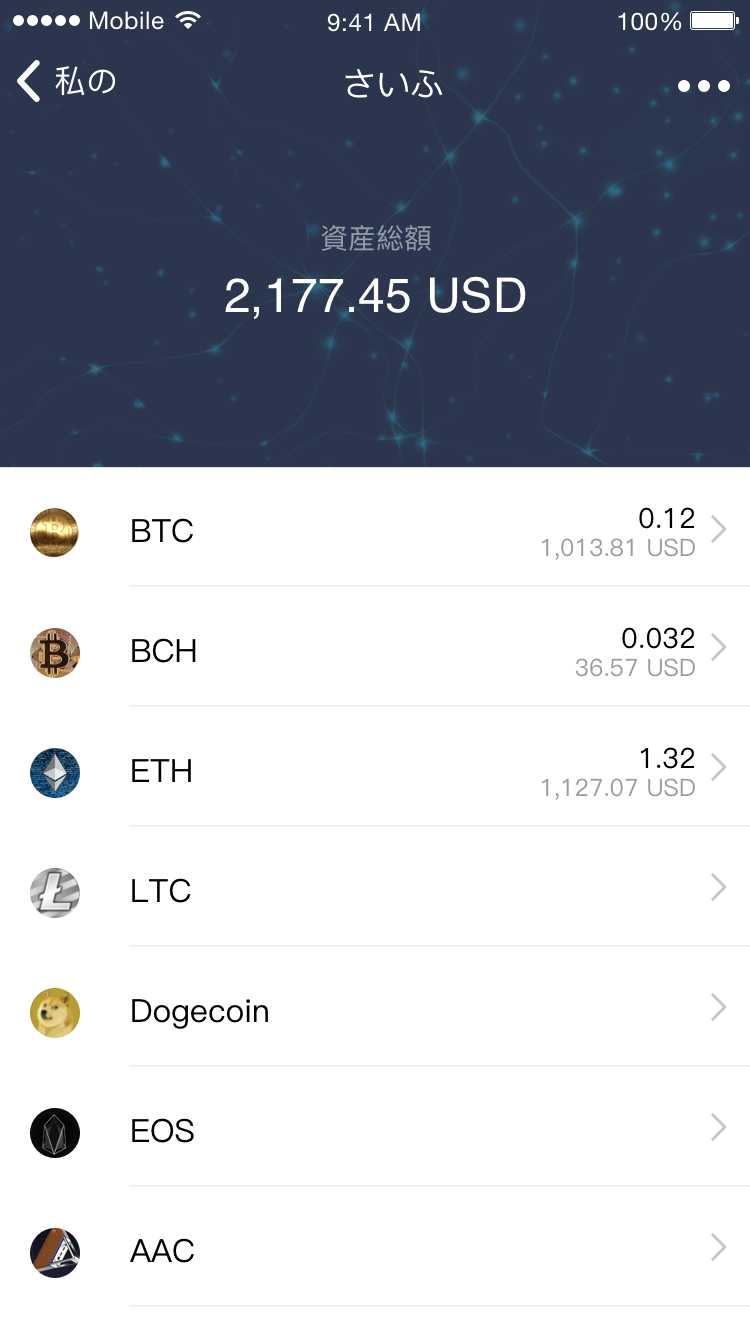 Mobile 9:41 AM 100%
私の さいふ
資産総額
2,177.45 USD
BTC 0.12
1,013.81 USD
BCH 0.032
36.57 USD
ETH 1.32
1,127.07 USD
LTC
Dogecoin
EOS
AAC